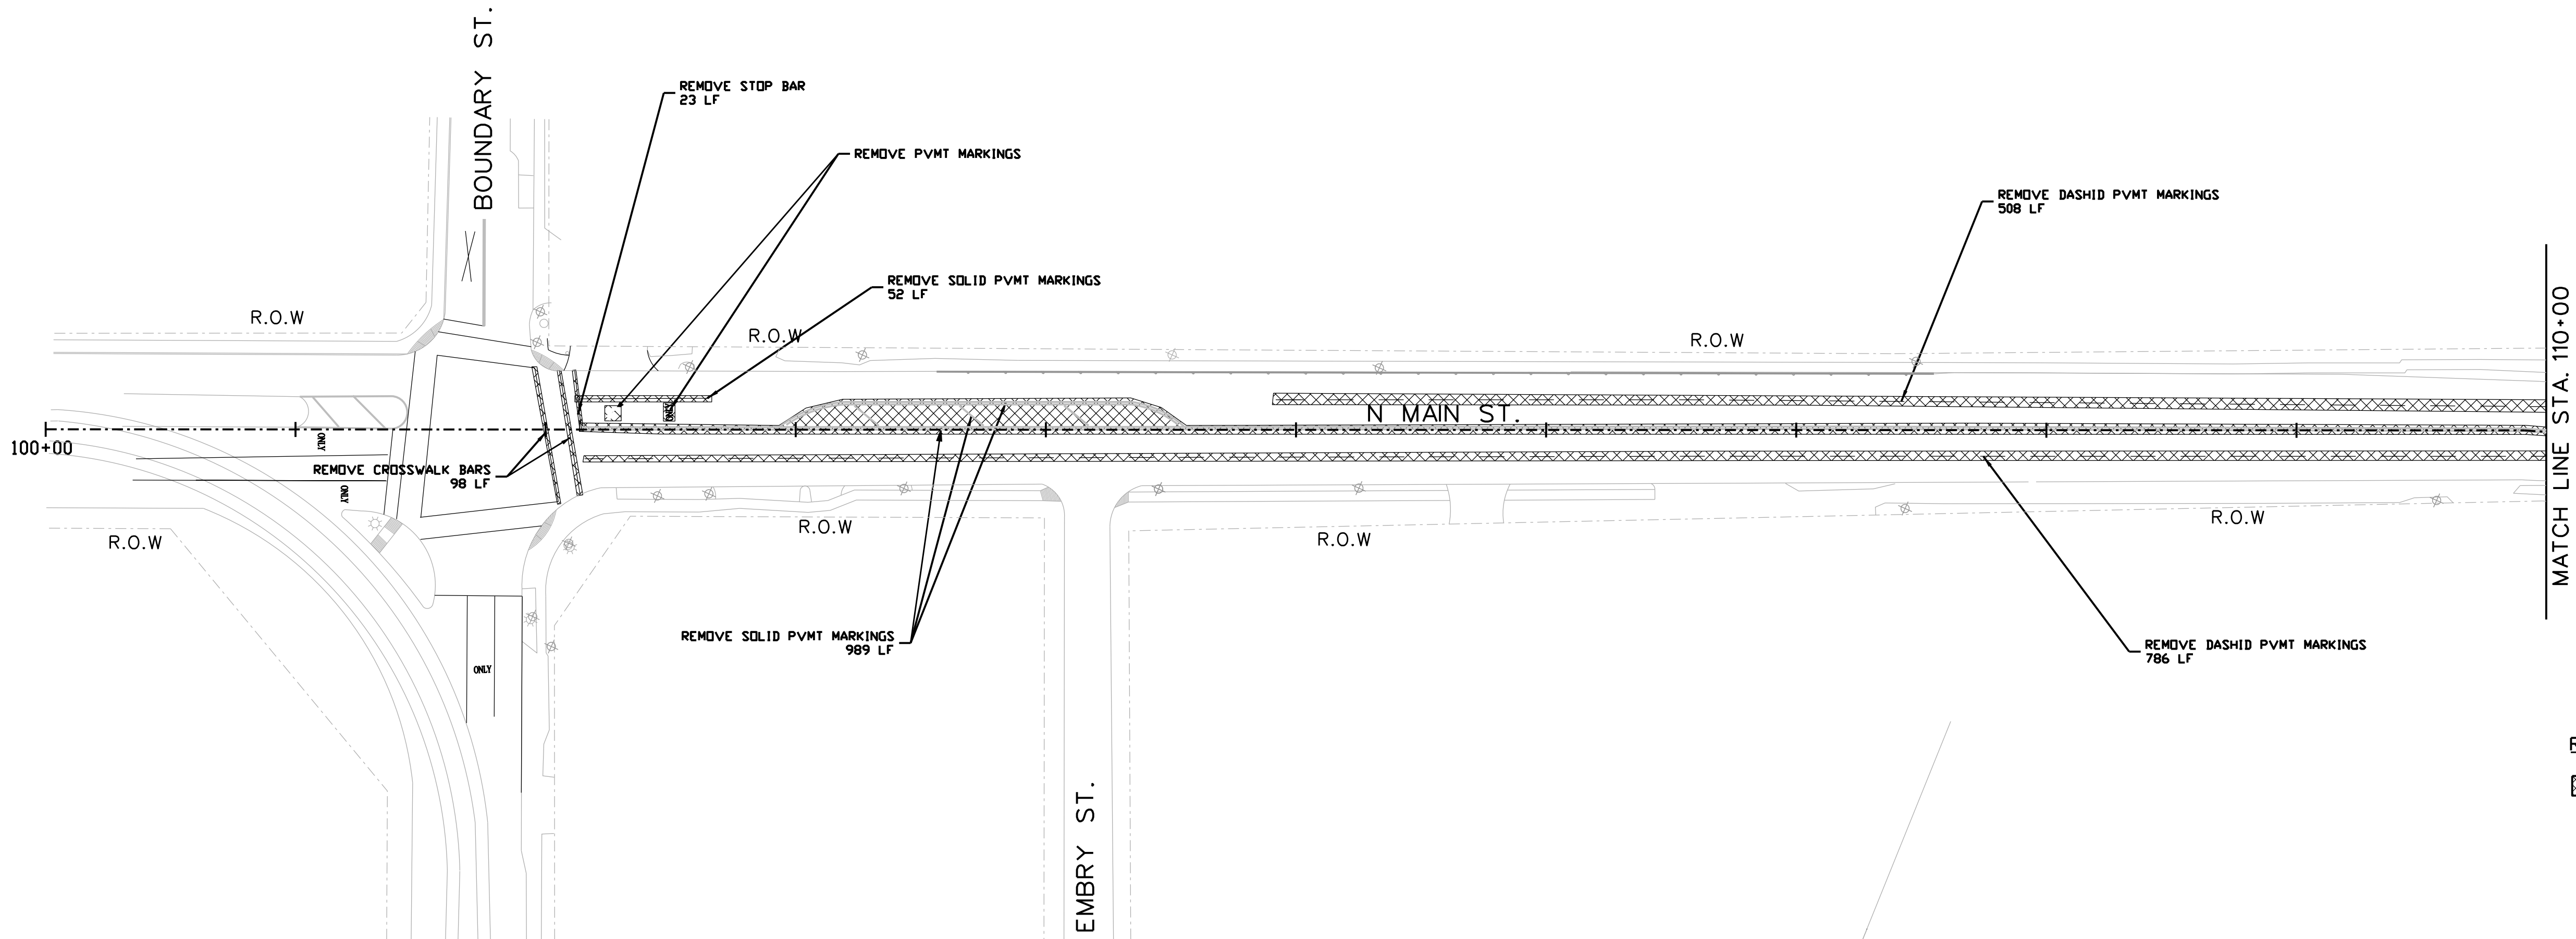 BOUNDARY ST.
REMOVE STOP BAR
23 LF
REMOVE PVMT MARKINGS
REMOVE DASHID PVMT MARKINGS
508 LF
REMOVE SOLID PVMT MARKINGS
52 LF
R.O.W
R.O.W
R.O.W
MATCH LINE STA. 110+00
ONLY
N MAIN ST.
100+00
ONLY
REMOVE CROSSWALK BARS
98 LF
ONLY
R.O.W
R.O.W
R.O.W
R.O.W
REMOVE SOLID PVMT MARKINGS
989 LF
REMOVE DASHID PVMT MARKINGS
786 LF
ONLY
EMBRY ST.